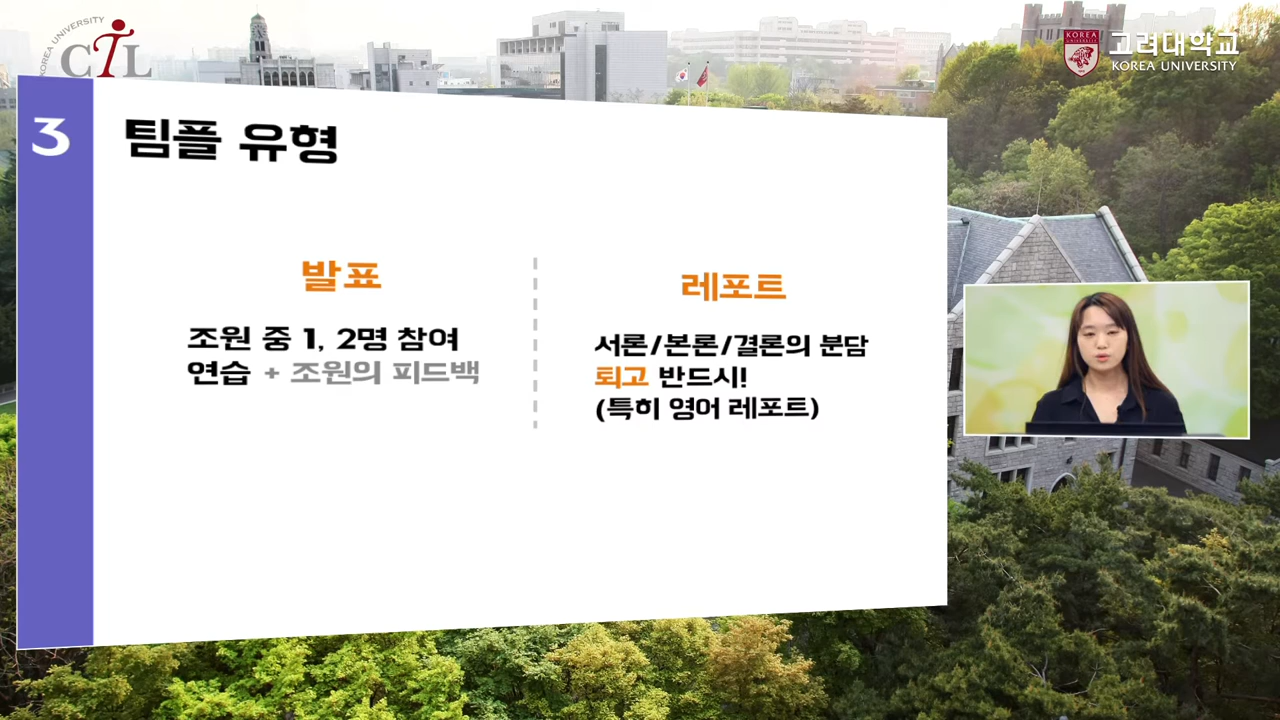 KOREA UNIVERSITY
CTL
고려대학교
KOREA UNIVERSITY
KOREA
3
팀플 유형
발표
조원 중 1, 2명 참여
연습 + 조원의 피드백
레포트
서론/본론/결론의 분담
퇴고 반드시!
(특히 영어 레포트)